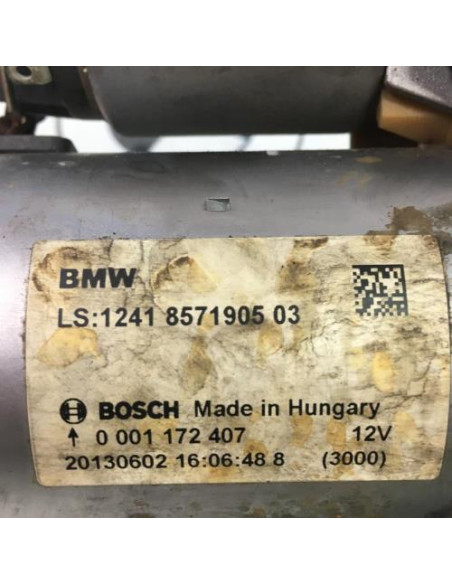 BMW
LS:1241 8571905 03
BOSCH Made in Hungary
↑ 0 001 172 407 12V
20130602 16:06:48 8 (3000)